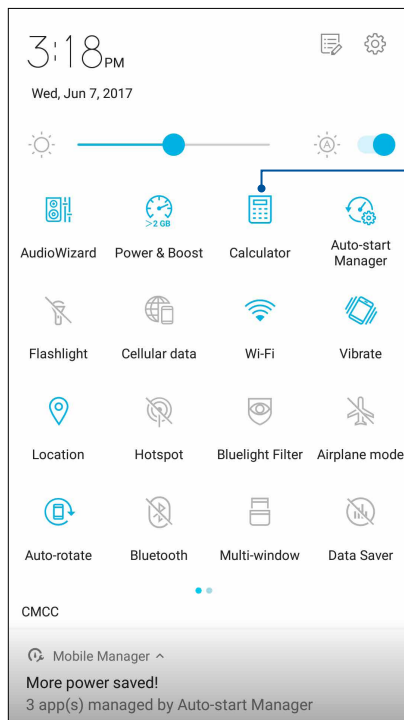 3:18 PM
Wed, Jun 7, 2017
A
>2 GB
AudioWizard Power & Boost Calculator Auto-start
Manager
Flashlight Cellular data Wi-Fi Vibrate
Location Hotspot Bluelight Filter Airplane mode
Auto-rotate Bluetooth Multi-window Data Saver
CMCC
Mobile Manager
More power saved!
3 app(s) managed by Auto-start Manager